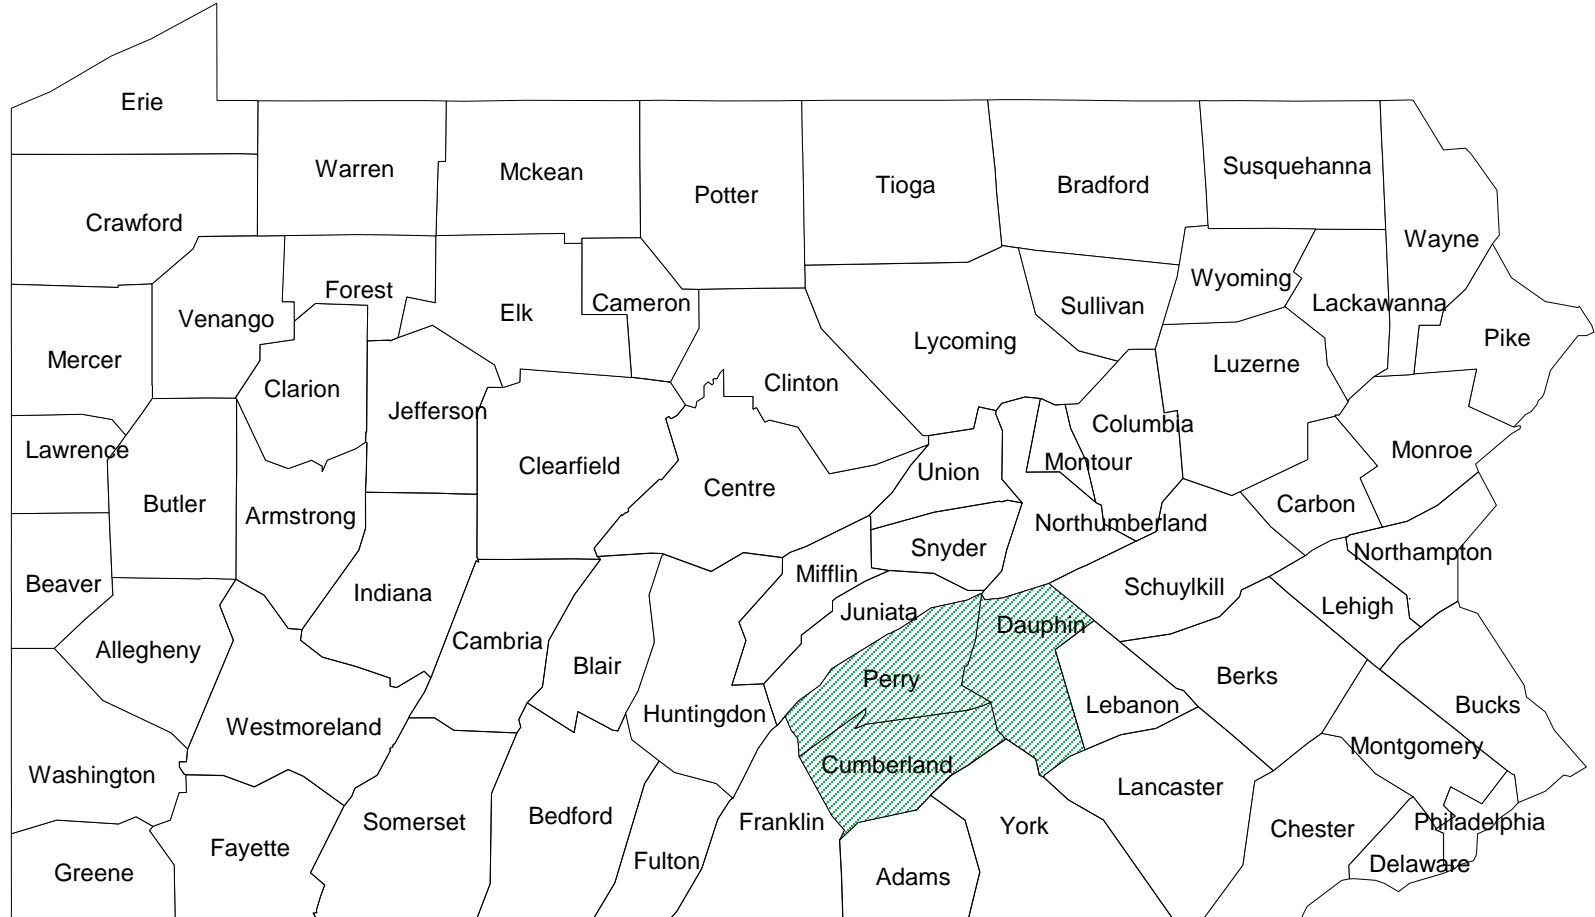 Erie
Warren
Mckean
Potter
Tioga
Bradford
Susquehanna
Crawford
Wayne
Forest
Venango
Elk
Cameron
Wyoming
Lackawanna
Sullivan
Mercer
Clarion
Jefferson
Clinton
Lycoming
Luzerne
Pike
Lawrence
Butler
Armstrong
Clearfield
Centre
Union
Montour
Columbia
Monroe
Carbon
Northumberland
Snyder
Northampton
Beaver
Indiana
Mifflin
Juniata
Schuylkill
Lehigh
Allegheny
Cambria
Blair
Dauphin
Perry
Westmoreland
Huntingdon
Lebanon
Berks
Bucks
Washington
Cumberland
Montgomery
Somerset
Bedford
Franklin
York
Lancaster
Chester
Philadelphia
Greene
Fayette
Fulton
Adams
Delaware